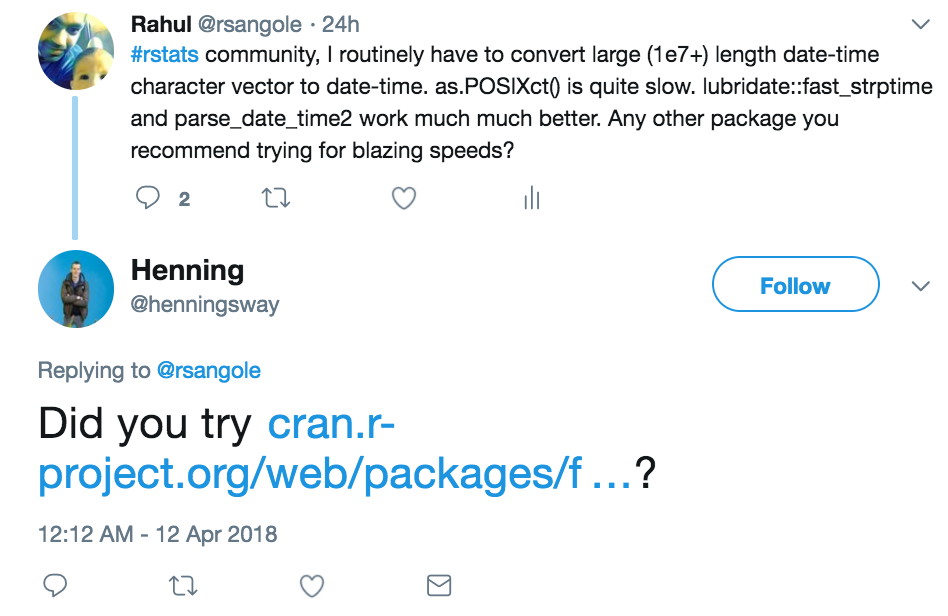 Rahul @rsangole · 24h
#rstats community, I routinely have to convert large (1e7+) length date-time
character vector to date-time. as.POSIXct() is quite slow. lubridate::fast_strptime
and parse_date_time2 work much much better. Any other package you
recommend trying for blazing speeds?
2
Henning
@henningsway
Follow
Replying to @rsangole
Did you try cran.r-
project.org/web/packages/f…?
12:12 AM - 12 Apr 2018